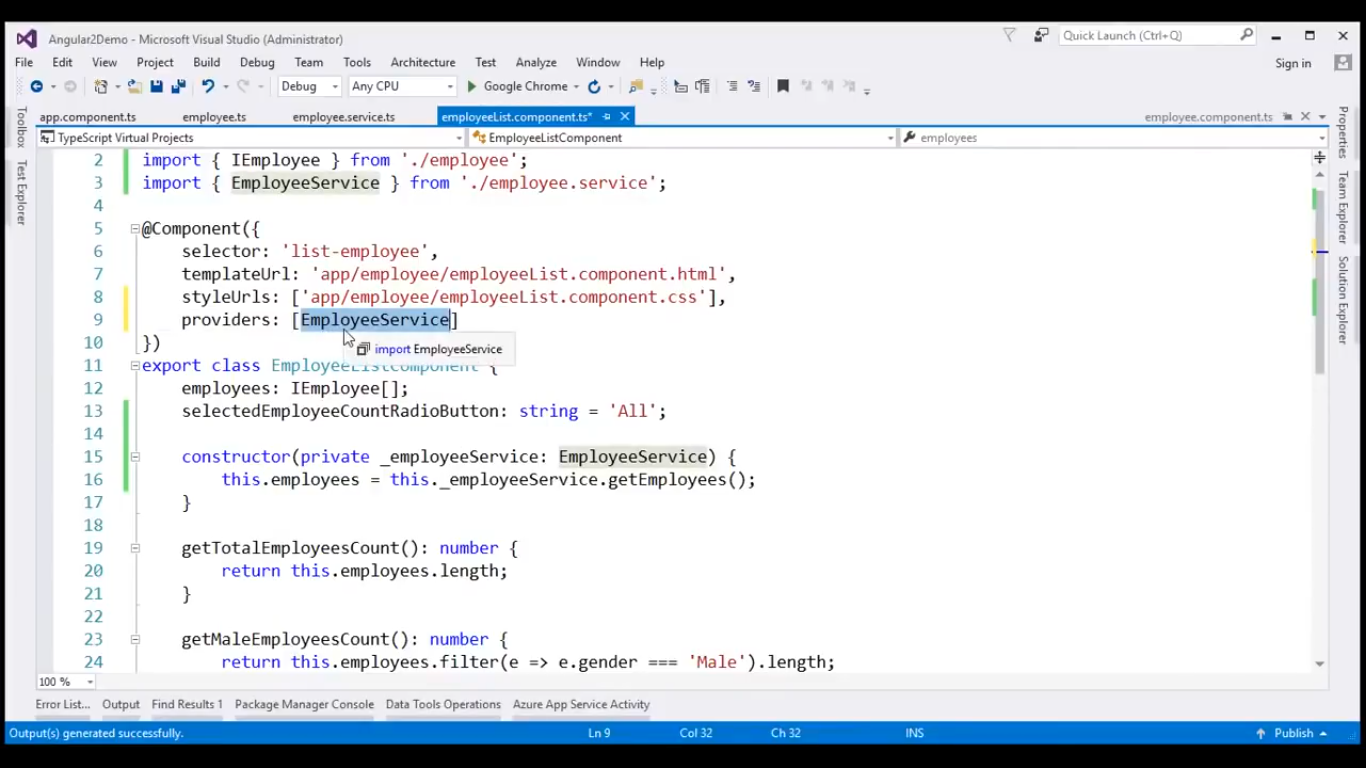 Angular2Demo - Microsoft Visual Studio (Administrator)
Quick Launch (Ctrl+Q)
File Edit View Project Build Debug Team Tools Architecture Test Analyze Window Help
Sign in
Debug Any CPU Google Chrome
app.component.ts employee.ts employee.service.ts employeeList.component.ts* employee.component.ts
TypeScript Virtual Projects EmployeeListComponent employees
Toolbox
Test Explorer
Properties
Team Explorer
Solution Explorer
2 import { IEmployee } from './employee';
3 import { EmployeeService } from './employee.service';
4
5 @Component({
6 selector: 'list-employee',
7 templateUrl: 'app/employee/employeeList.component.html',
8 styleUrls: ['app/employee/employeeList.component.css'],
9 providers: [EmployeeService]
10 })
import EmployeeService
11 export class EmployeeListComponent {
12 employees: IEmployee[];
13 selectedEmployeeCountRadioButton: string = 'All';
14
15 constructor(private _employeeService: EmployeeService) {
16 this.employees = this._employeeService.getEmployees();
17 }
18
19 getTotalEmployeesCount(): number {
20 return this.employees.length;
21 }
22
23 getMaleEmployeesCount(): number {
24 return this.employees.filter(e => e.gender === 'Male').length;
100 %
Error List... Output Find Results 1 Package Manager Console Data Tools Operations Azure App Service Activity
Output(s) generated successfully. Ln 9 Col 32 Ch 32 INS Publish